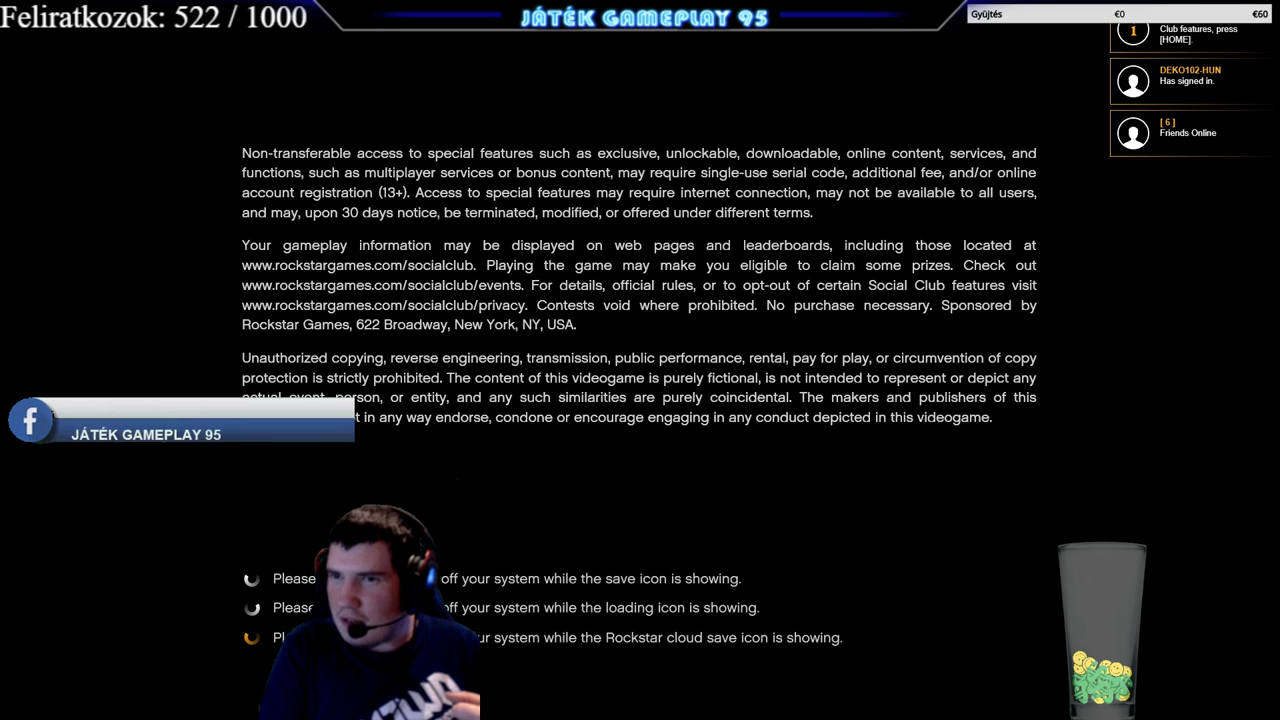 Feliratkozok: 522 / 1000
JÁTÉK GAMEPLAY 95
Gyüjtés €0 €60
1
Club features, press
[HOME].
DEKO102-HUN
Has signed in.
[ 6 ]
Friends Online
Non-transferable access to special features such as exclusive, unlockable, downloadable, online content, services, and
functions, such as multiplayer services or bonus content, may require single-use serial code, additional fee, and/or online
account registration (13+). Access to special features may require internet connection, may not be available to all users,
and may, upon 30 days notice, be terminated, modified, or offered under different terms.
Your gameplay information may be displayed on web pages and leaderboards, including those located at
www.rockstargames.com/socialclub. Playing the game may make you eligible to claim some prizes. Check out
www.rockstargames.com/socialclub/events. For details, official rules, or to opt-out of certain Social Club features visit
www.rockstargames.com/socialclub/privacy. Contests void where prohibited. No purchase necessary. Sponsored by
Rockstar Games, 622 Broadway, New York, NY, USA.
Unauthorized copying, reverse engineering, transmission, public performance, rental, pay for play, or circumvention of copy
protection is strictly prohibited. The content of this videogame is purely fictional, is not intended to represent or depict any
actual event, person, or entity, and any such similarities are purely coincidental. The makers and publishers of this
in any way endorse, condone or encourage engaging in any conduct depicted in this videogame.
f
JÁTÉK GAMEPLAY 95
Please off your system while the save icon is showing.
Please off your system while the loading icon is showing.
your system while the Rockstar cloud save icon is showing.